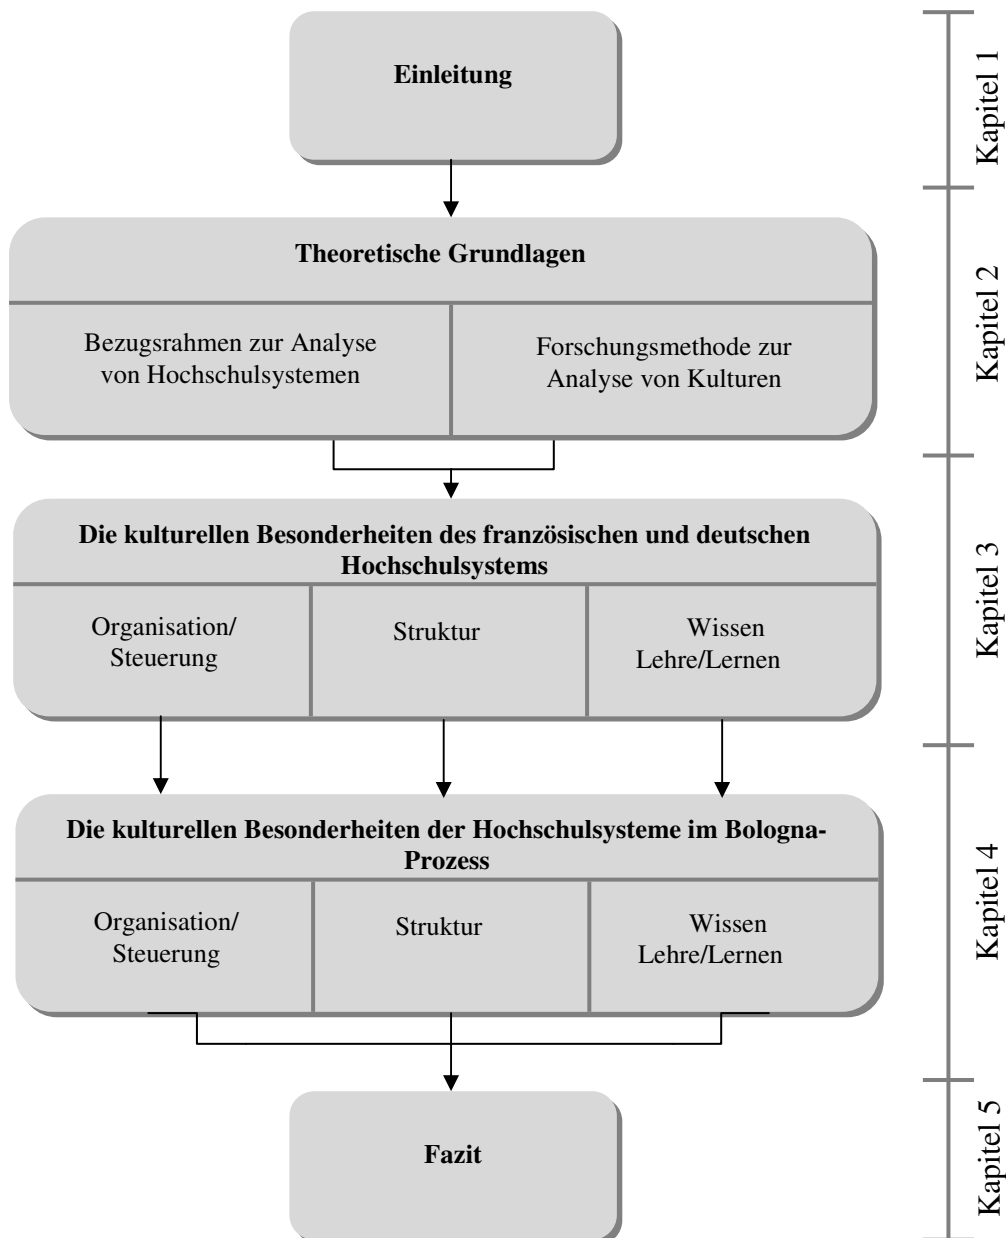 Einleitung
Kapitel 1
Theoretische Grundlagen
Bezugsrahmen zur Analyse
von Hochschulsystemen
Forschungsmethode zur
Analyse von Kulturen
Kapitel 2
Die kulturellen Besonderheiten des französischen und deutschen
Hochschulsystems
Organisation/
Steuerung
Struktur
Wissen
Lehre/Lernen
Kapitel 3
Die kulturellen Besonderheiten der Hochschulsysteme im Bologna-
Prozess
Organisation/
Steuerung
Struktur
Wissen
Lehre/Lernen
Kapitel 4
Fazit
Kapitel 5